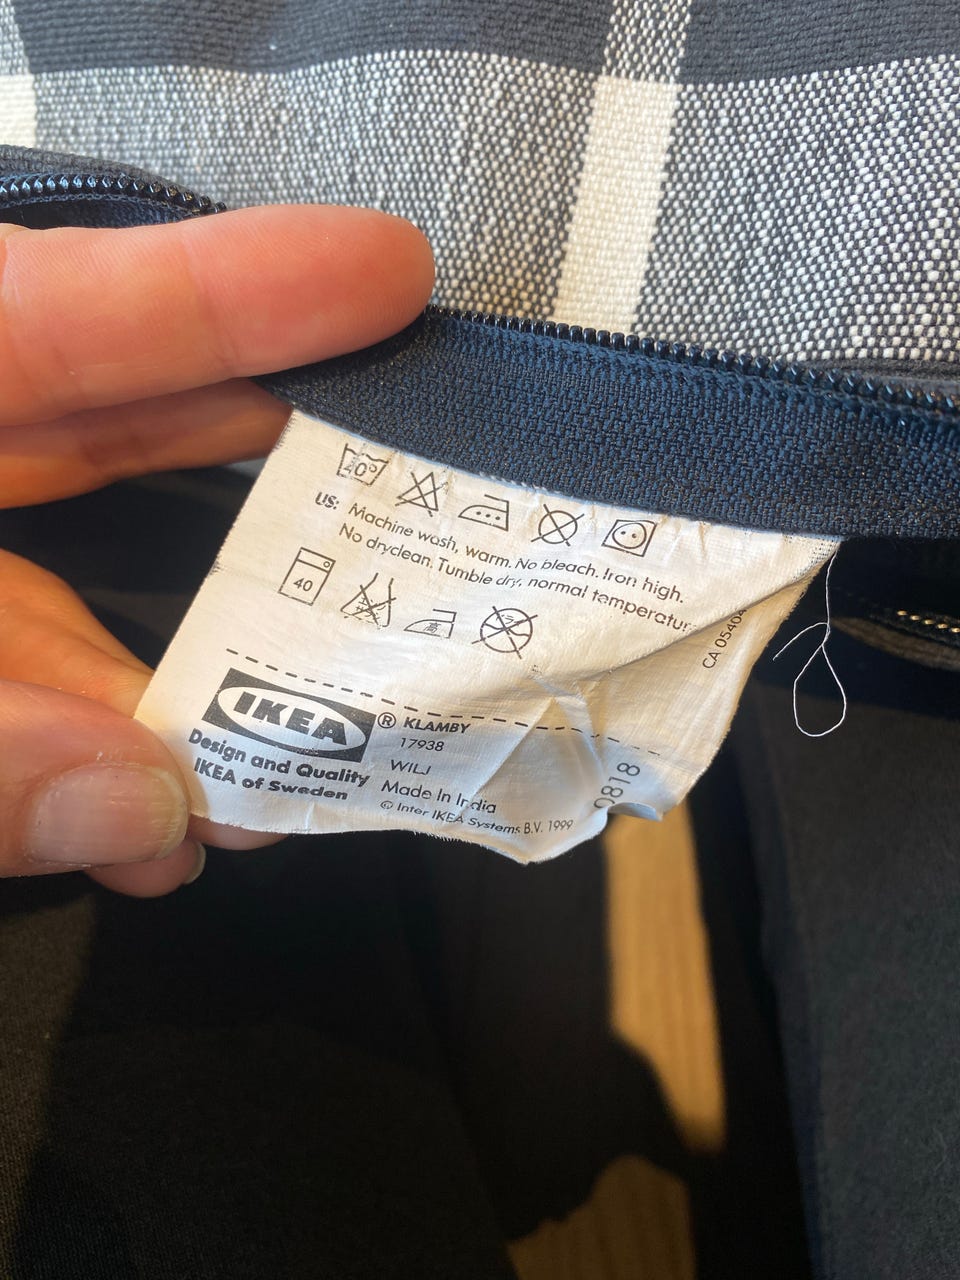 US: Machine wash, warm. No bleach. Iron high.
No dryclean. Tumble dry, normal
40
高
IKEA ®
Design and Quality
IKEA of Sweden
KLAMBY
17938
WILJ
Made in India
© Inter IKEA Systems B.V. 1999
0818